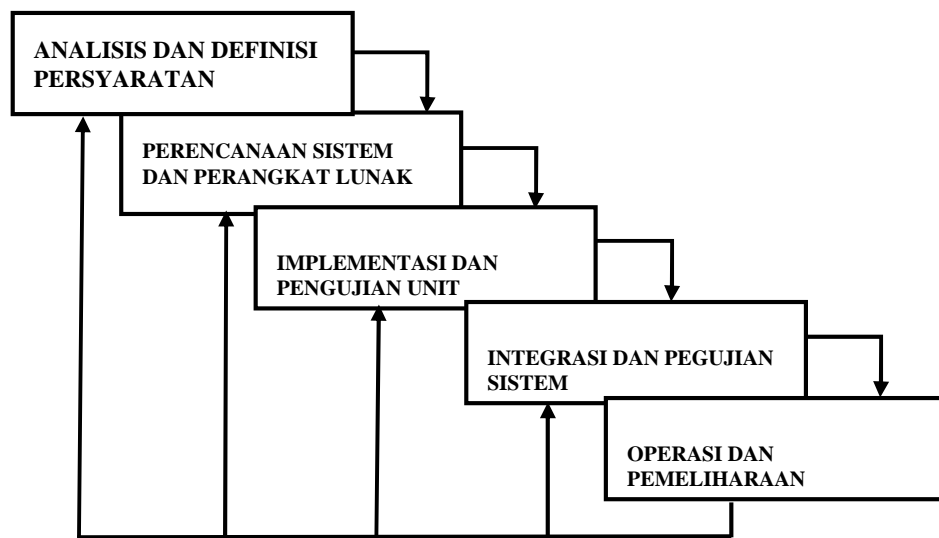 ANALISIS DAN DEFINISI
PERSYARATAN
PERENCANAAN SISTEM
DAN PERANGKAT LUNAK
IMPLEMENTASI DAN
PENGUJIAN UNIT
INTEGRASI DAN PEGUJIAN
SISTEM
OPERASI DAN
PEMELIHARAAN